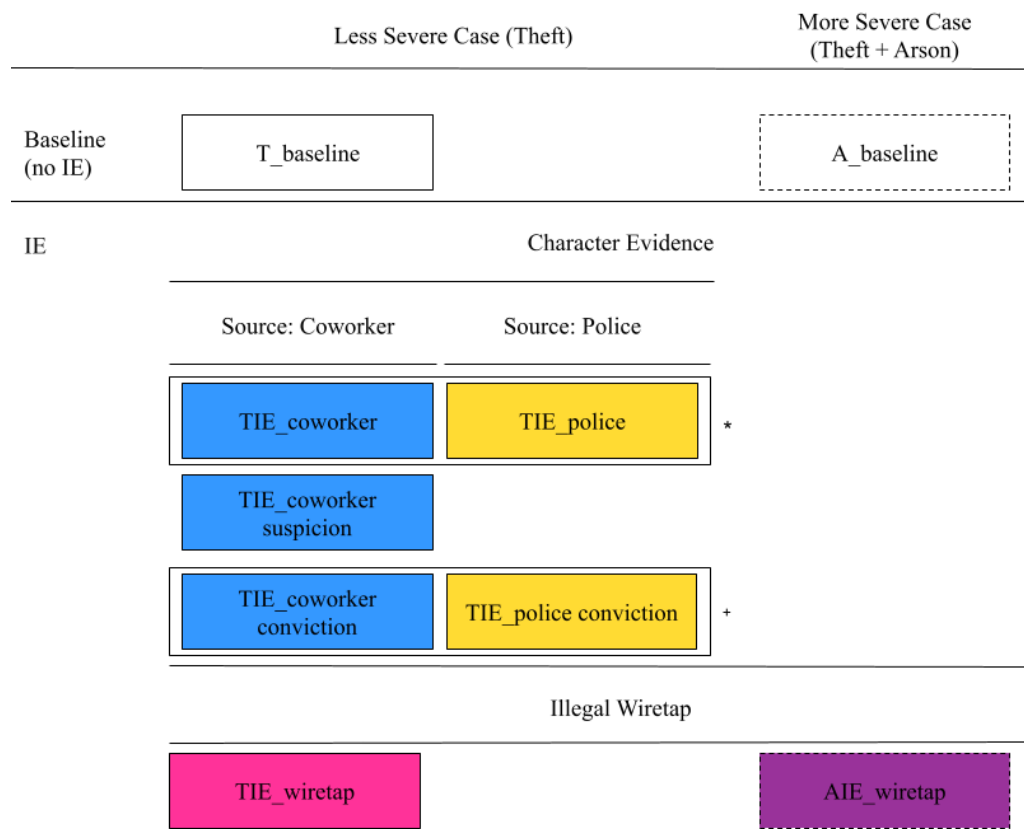 Less Severe Case (Theft)
More Severe Case
(Theft + Arson)
Baseline
(no IE)
T_baseline
A_baseline
IE
Character Evidence
Source: Coworker
Source: Police
TIE_coworker
TIE_police
*
TIE_coworker
suspicion
TIE_coworker
conviction
TIE_police conviction
+
Illegal Wiretap
TIE_wiretap
AIE_wiretap